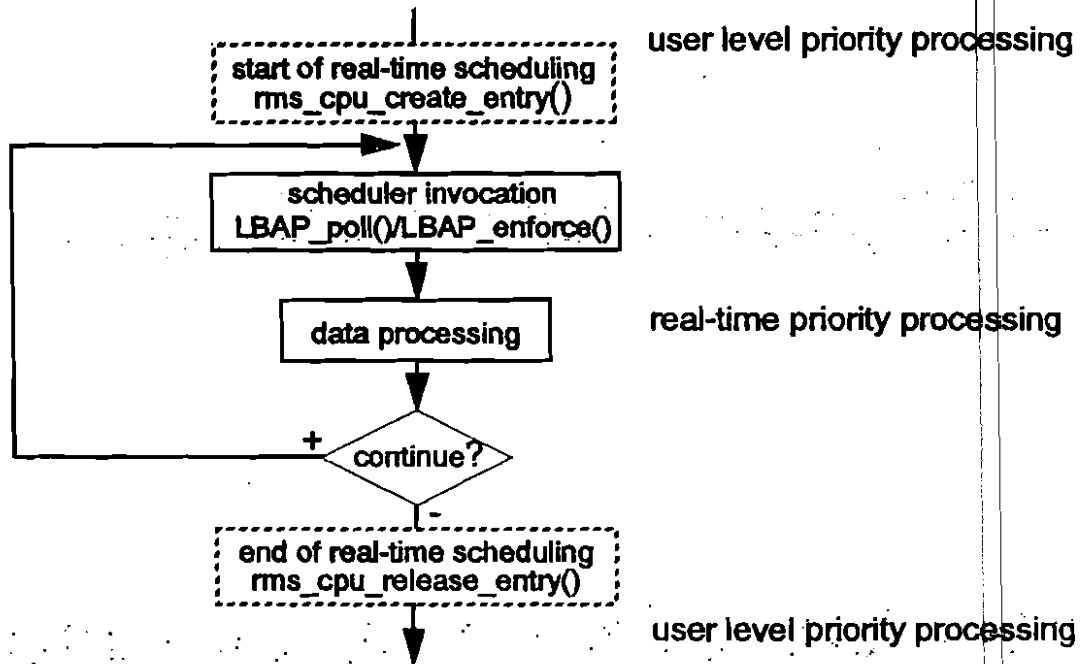 user level priority processing
start of real-time scheduling
rms_cpu_create_entry()
scheduler invocation
LBAP_poll()/LBAP_enforce()
data processing
real-time priority processing
+
continue?
-
end of real-time scheduling
rms_cpu_release_entry()
user level priority processing